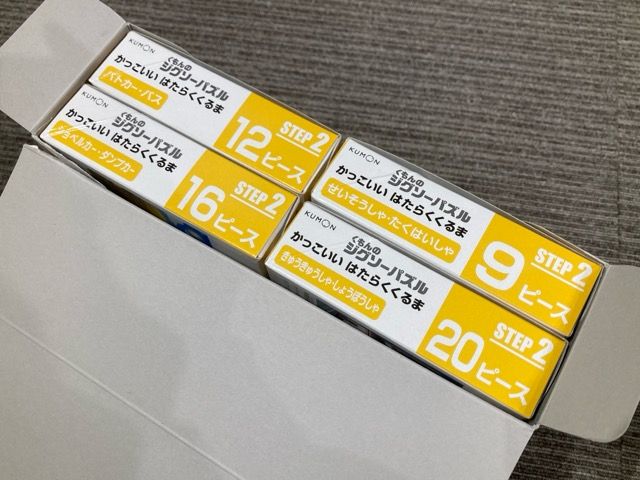 KUMON
くもんの
ジグソーパズル
かっこいい はたらくくるま
パトカー・バス
STEP 2
12ピース
KUMON
くもんの
ジグソーパズル
かっこいい はたらくくるま
ショベルカー・ダンプカー
STEP 2
16ピース
KUMON
くもんの
ジグソーパズル
かっこいい はたらくくるま
せいそうしゃ・たくはいしゃ
STEP 2
9ピース
KUMON
くもんの
ジグソーパズル
かっこいい はたらくくるま
きゅうきゅうしゃ・しょうぼうしゃ
STEP 2
20ピース